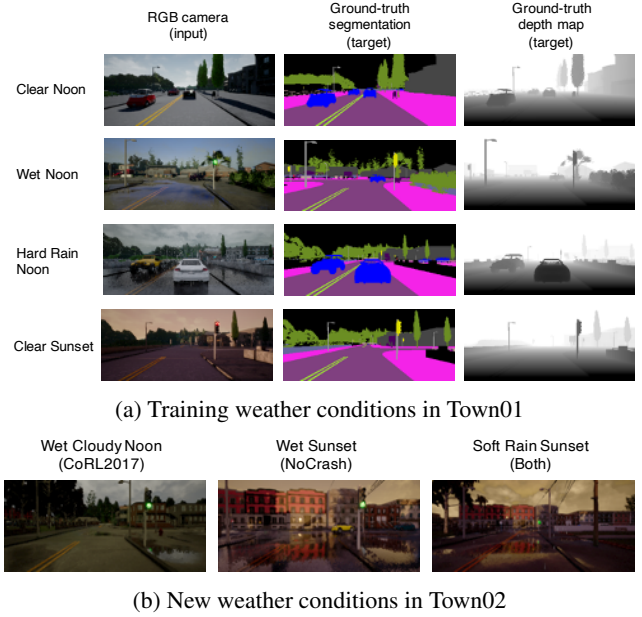 RGB camera
(input)
Ground-truth
segmentation
(target)
Ground-truth
depth map
(target)
Clear Noon
Wet Noon
Hard Rain
Noon
Clear Sunset
(a) Training weather conditions in Town01
Wet Cloudy Noon
(CoRL2017)
Wet Sunset
(NoCrash)
Soft Rain Sunset
(Both)
(b) New weather conditions in Town02